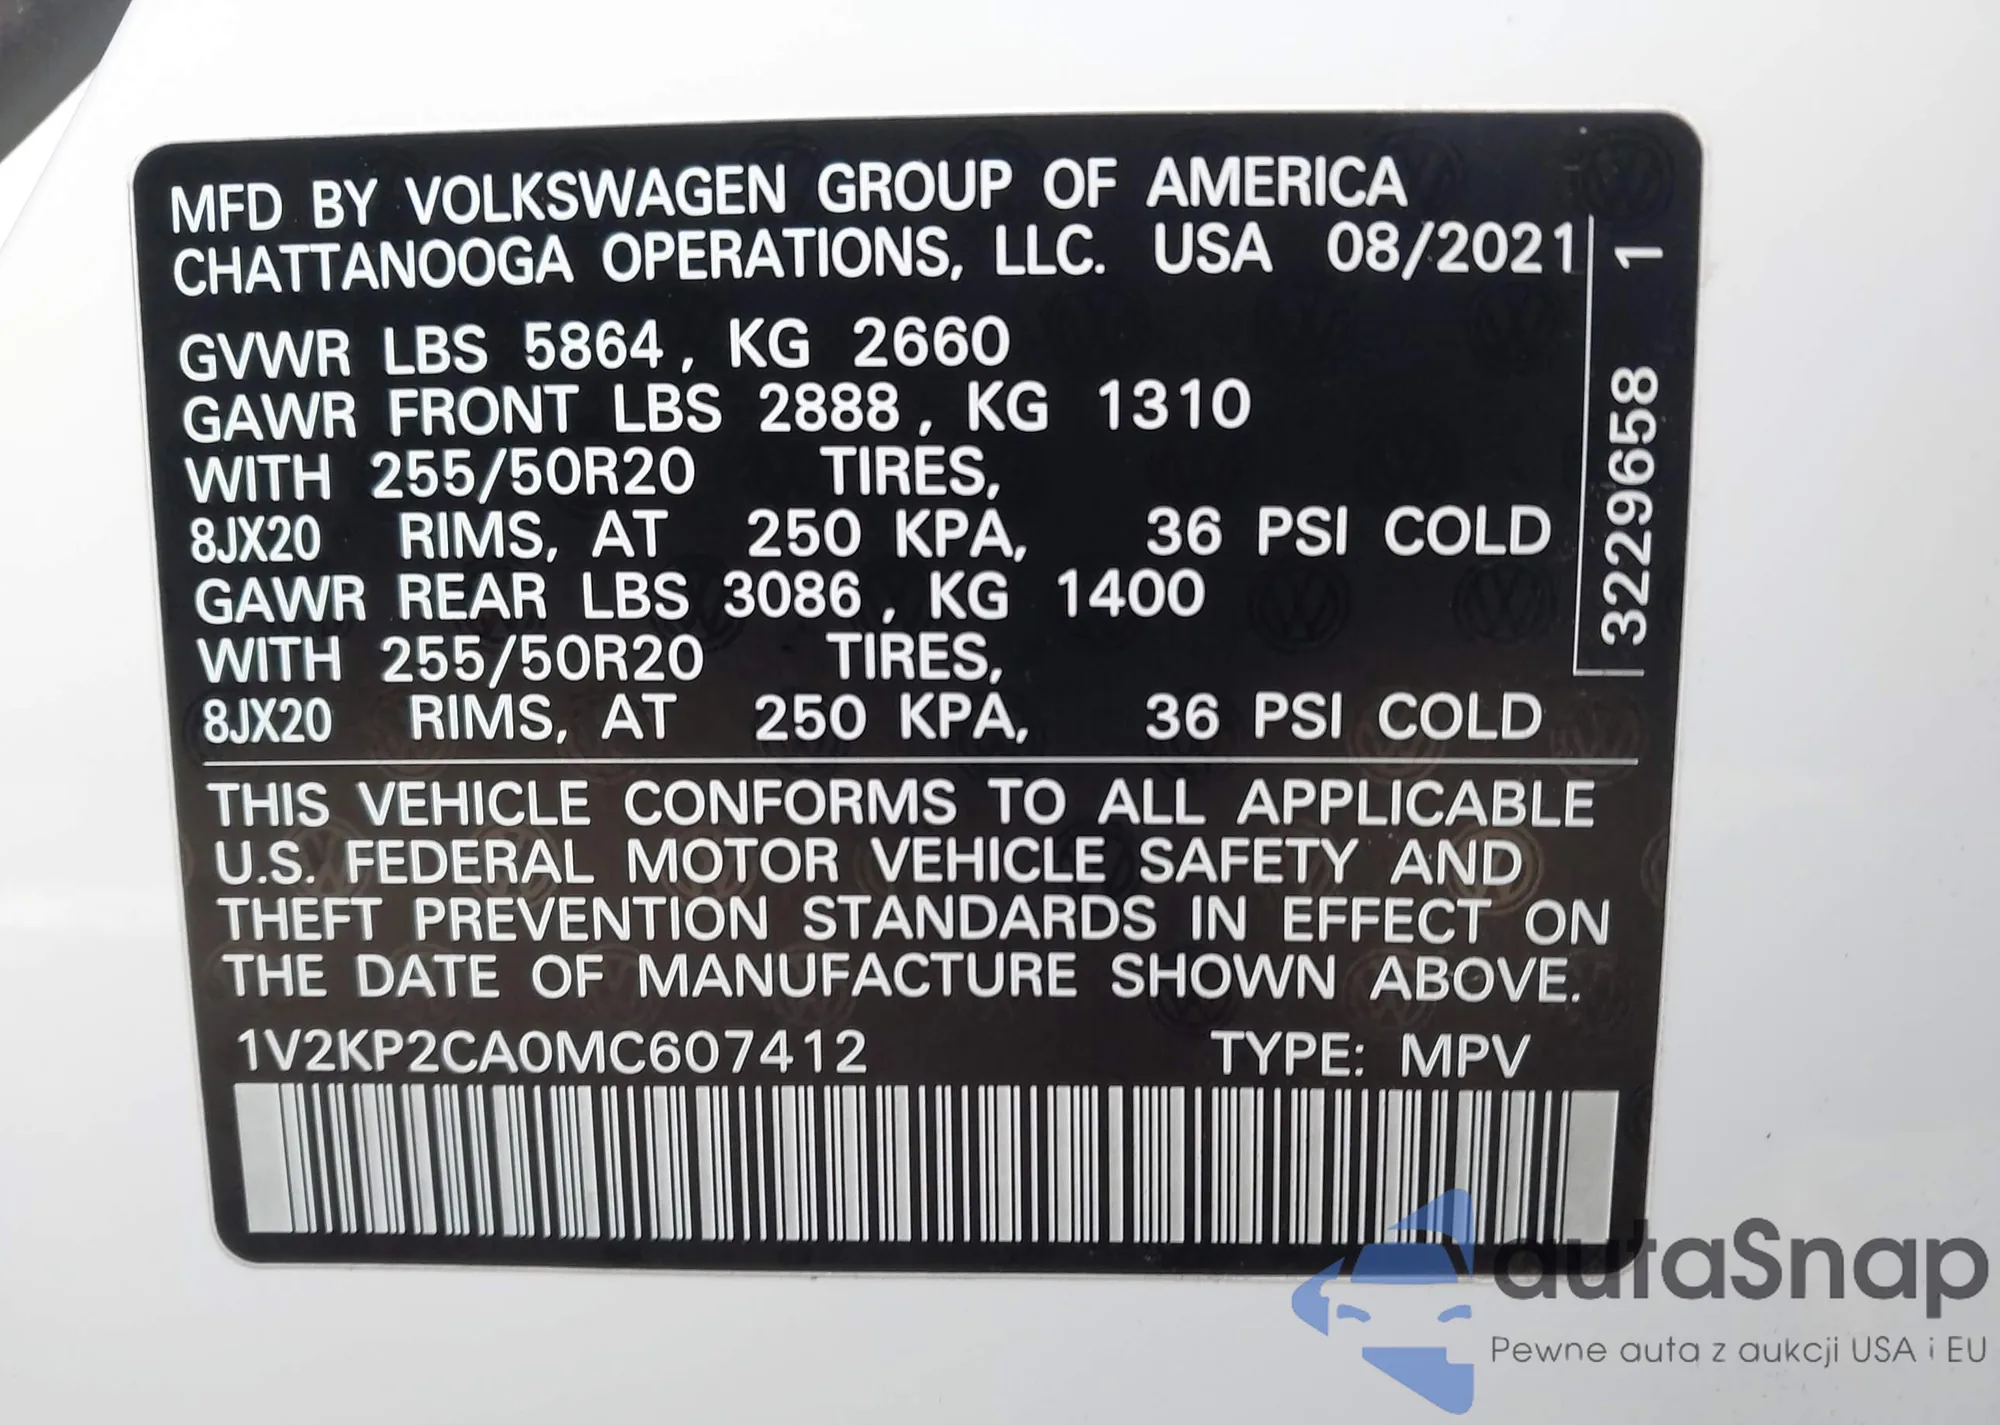 MFD BY VOLKSWAGEN GROUP OF AMERICA
CHATTANOOGA OPERATIONS, LLC. USA 08/2021
GVWR LBS 5864, KG 2660
GAWR FRONT LBS 2888, KG 1310
WITH 255/50R20 TIRES,
8JX20 RIMS, AT 250 KPA, 36 PSI COLD
GAWR REAR LBS 3086, KG 1400
WITH 255/50R20 TIRES,
8JX20 RIMS, AT 250 KPA, 36 PSI COLD
3229658 1
THIS VEHICLE CONFORMS TO ALL APPLICABLE
U.S. FEDERAL MOTOR VEHICLE SAFETY AND
THEFT PREVENTION STANDARDS IN EFFECT ON
THE DATE OF MANUFACTURE SHOWN ABOVE.
1V2KP2CA0MC607412 TYPE: MPV
autaSnap
Pewne auta z aukcji USA i EU